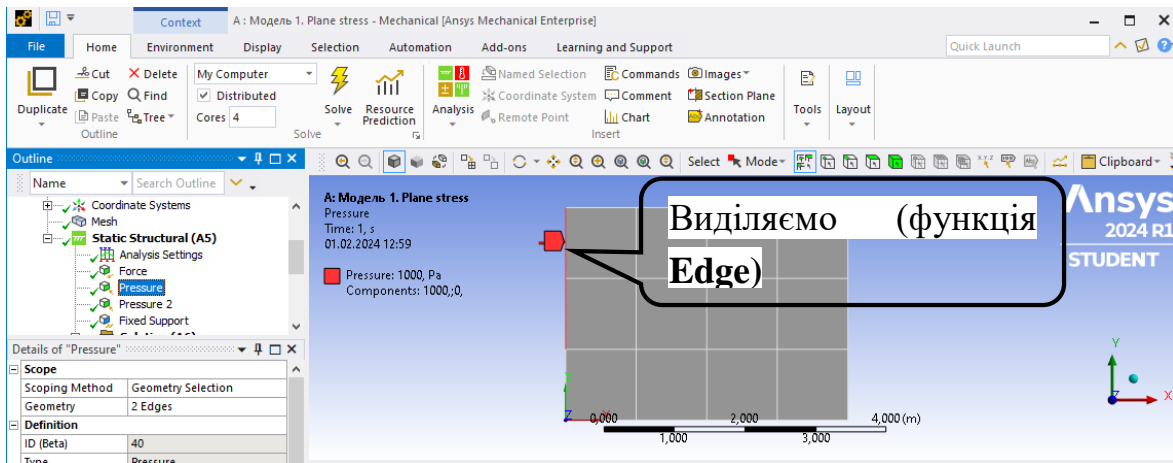 Context
A : Модель 1. Plane stress - Mechanical [Ansys Mechanical Enterprise]
File Home Environment Display Selection Automation Add-ons Learning and Support Quick Launch
Cut Delete My Computer Named Selection Commands Images
Copy Find Distributed Coordinate System Comment Section Plane
Duplicate Paste Tree Cores 4 Solve Resource Prediction Analysis Remote Point Chart Annotation Tools Layout
Outline Solve Insert
Outline Select Mode Clipboard
Name Search Outline
Coordinate Systems
Mesh
Static Structural (A5)
Analysis Settings
Force
Pressure
Pressure 2
Fixed Support
Details of "Pressure"
Scope
Scoping Method Geometry Selection
Geometry 2 Edges
Definition
ID (Beta) 40
Type Pressure
A: Модель 1. Plane stress
Pressure
Time: 1, s
01.02.2024 12:59
Pressure: 1000, Pa
Components: 1000,;0,
Виділяємо (функція
Edge)
Ansys
2024 R1
STUDENT
Y
X
Y
Z X
0,000 2,000 4,000 (m)
1,000 3,000